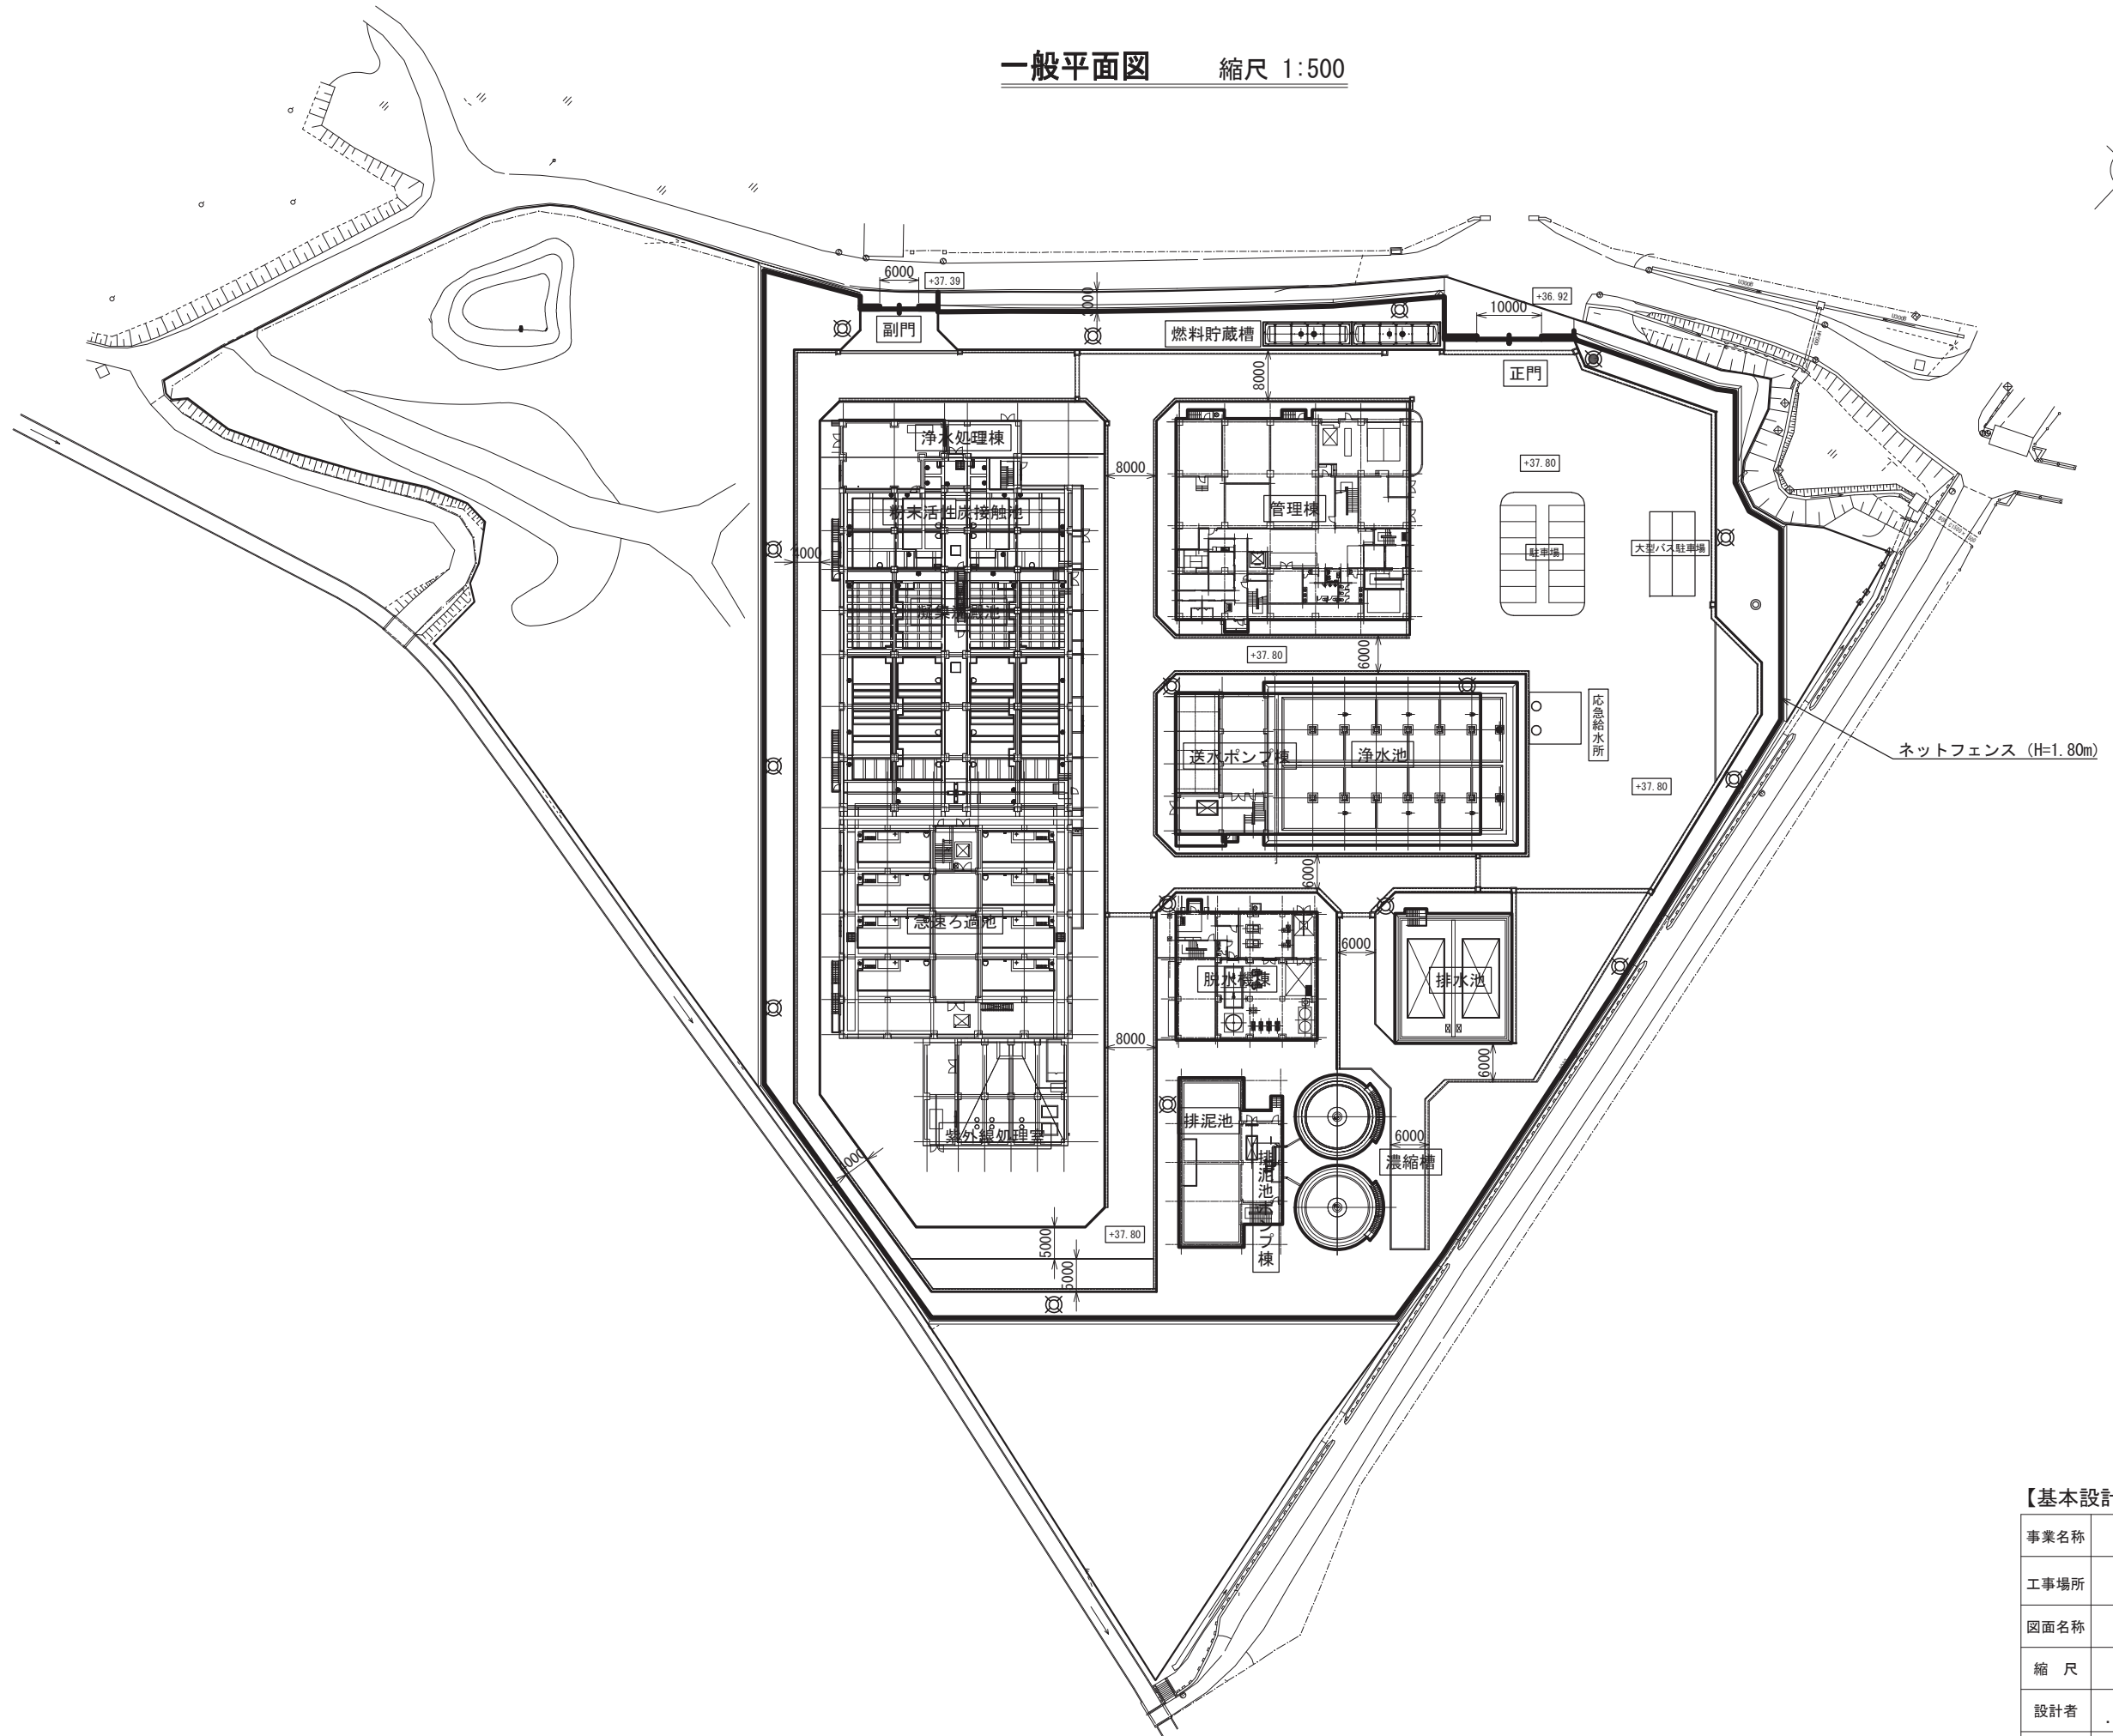 一般平面図　縮尺 1:500
6000
+37.39
副門
5000
燃料貯蔵槽
10000
+36.92
正門
8000
浄水処理棟
8000
+37.80
粉末活性炭接触池
管理棟
4000
駐車場
大型バス駐車場
凝集沈澱池
+37.80
6000
応急給水所
送水ポンプ棟
浄水池
ネットフェンス (H=1.80m)
+37.80
6000
急速ろ過池
6000
脱水機棟
排水池
8000
6000
排泥池
紫外線処理室
6000
濃縮槽
排泥池ポンプ棟
4000
+37.80
5000
5000
【基本設計
事業名称
工事場所
図面名称
縮　尺
設計者